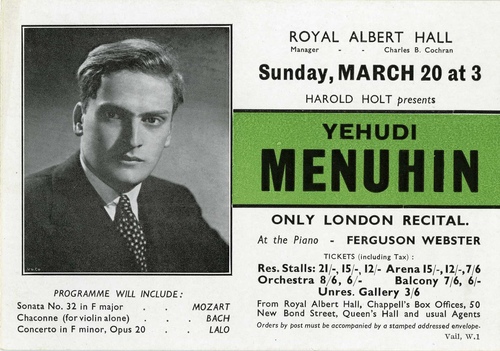 ROYAL ALBERT HALL
Manager - - Charles B. Cochran
Sunday, MARCH 20 at 3
HAROLD HOLT presents
YEHUDI
MENUHIN
ONLY LONDON RECITAL.
At the Piano - FERGUSON WEBSTER
TICKETS (including Tax) :
Res. Stalls: 21/-, 15/-, 12/- Arena 15/-, 12/-, 7/6
Orchestra 8/6, 6/- Balcony 7/6, 6/-
Unres. Gallery 3/6
From Royal Albert Hall, Chappell's Box Offices, 50
New Bond Street, Queen's Hall and usual Agents
Orders by post must be accompanied by a stamped addressed envelope.
Vail, W.1
PROGRAMME WILL INCLUDE :
Sonata No. 32 in F major . . MOZART
Chaconne (for violin alone) . . BACH
Concerto in F minor, Opus 20 . . LALO